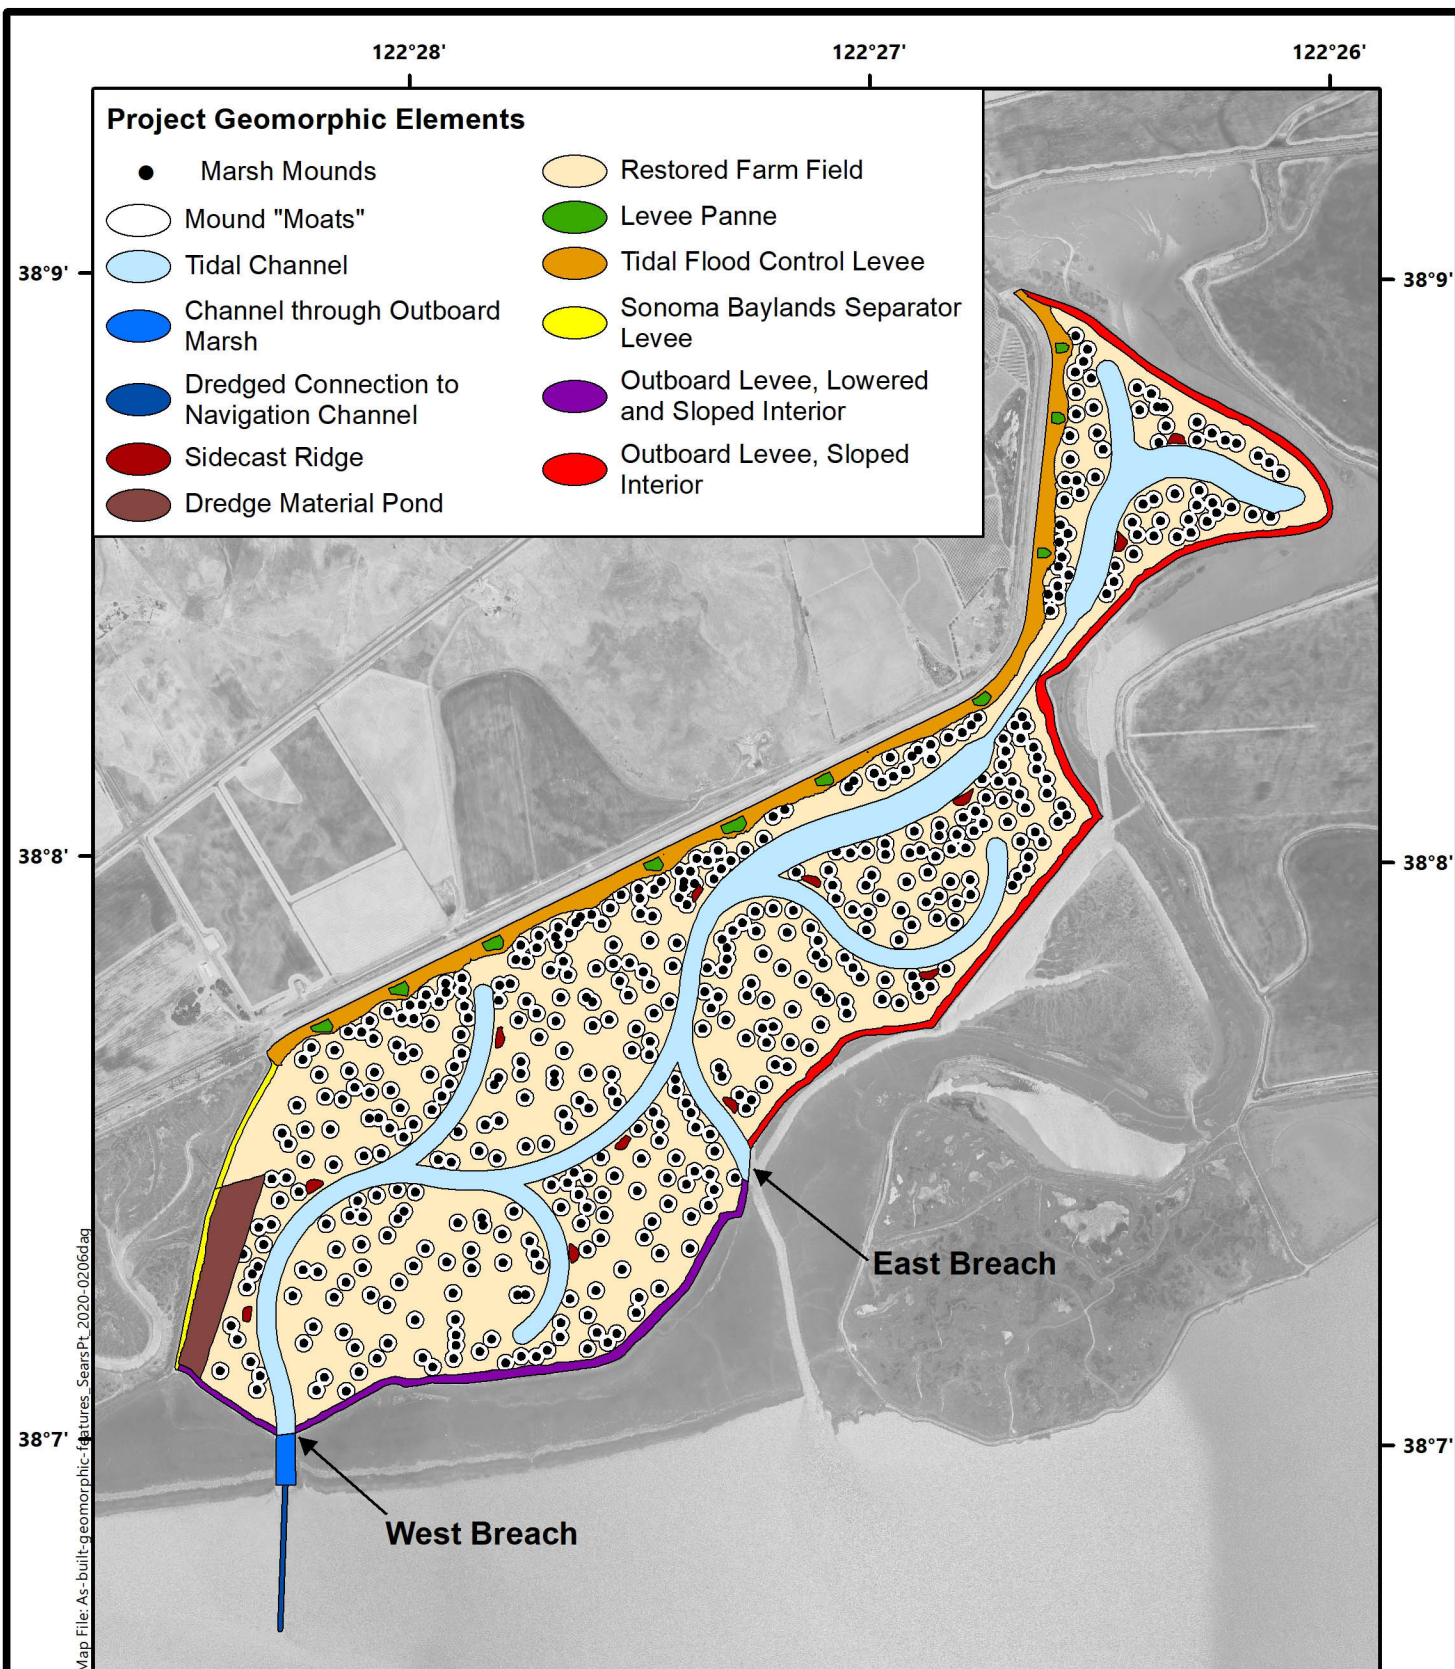 122°28'
122°27'
122°26'
Project Geomorphic Elements
Marsh Mounds
Mound "Moats"
Tidal Channel
Channel through Outboard
Marsh
Dredged Connection to
Navigation Channel
Sidecast Ridge
Dredge Material Pond
Restored Farm Field
Levee Panne
Tidal Flood Control Levee
Sonoma Baylands Separator
Levee
Outboard Levee, Lowered
and Sloped Interior
Outboard Levee, Sloped
Interior
38°9'
38°9'
38°8'
38°8'
East Breach
38°7'
38°7'
West Breach
Map File: As-built-geomorphic-features_SearsPt_2020-0206dag